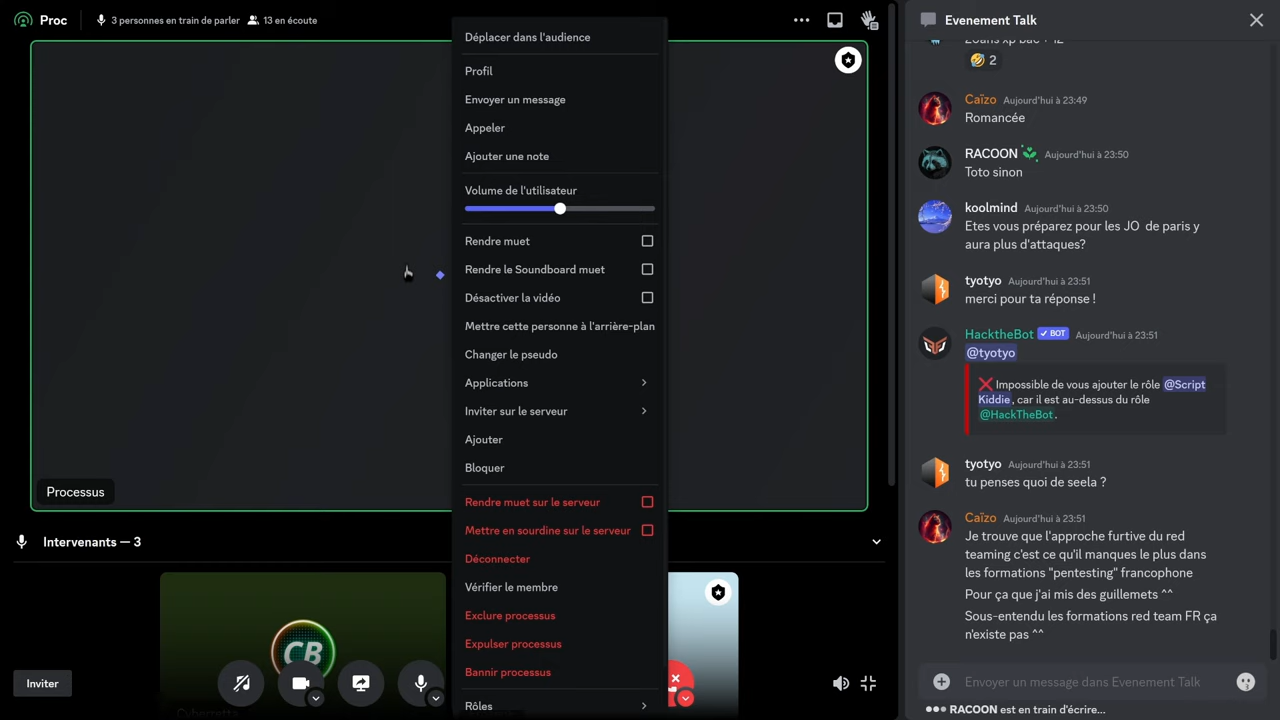 Proc
3 personnes en train de parler
13 en écoute
Déplacer dans l'audience
Profil
Envoyer un message
Appeler
Ajouter une note
Volume de l'utilisateur
Rendre muet
Rendre le Soundboard muet
Désactiver la vidéo
Mettre cette personne à l'arrière-plan
Changer le pseudo
Applications
Inviter sur le serveur
Ajouter
Bloquer
Rendre muet sur le serveur
Mettre en sourdine sur le serveur
Déconnecter
Vérifier le membre
Exclure processus
Expulser processus
Bannir processus
Rôles
Processus
Intervenants — 3
CB
Inviter
Evenement Talk
2
Caïzo Aujourd'hui à 23:49
Romancée
RACOON Aujourd'hui à 23:50
Toto sinon
koolmind Aujourd'hui à 23:50
Etes vous préparez pour les JO de paris y
aura plus d'attaques?
tyotyo Aujourd'hui à 23:51
merci pour ta réponse !
HacktheBot BOT Aujourd'hui à 23:51
@tyotyo
❌ Impossible de vous ajouter le rôle @Script
Kiddie, car il est au-dessus du rôle
@HackTheBot.
tyotyo Aujourd'hui à 23:51
tu penses quoi de seela ?
Caïzo Aujourd'hui à 23:51
Je trouve que l'approche furtive du red
teaming c'est ce qu'il manques le plus dans
les formations "pentesting" francophone
Pour ça que j'ai mis des guillemets ^^
Sous-entendu les formations red team FR ça
n'existe pas ^^
Envoyer un message dans Evenement Talk
RACOON est en train d'écrire...